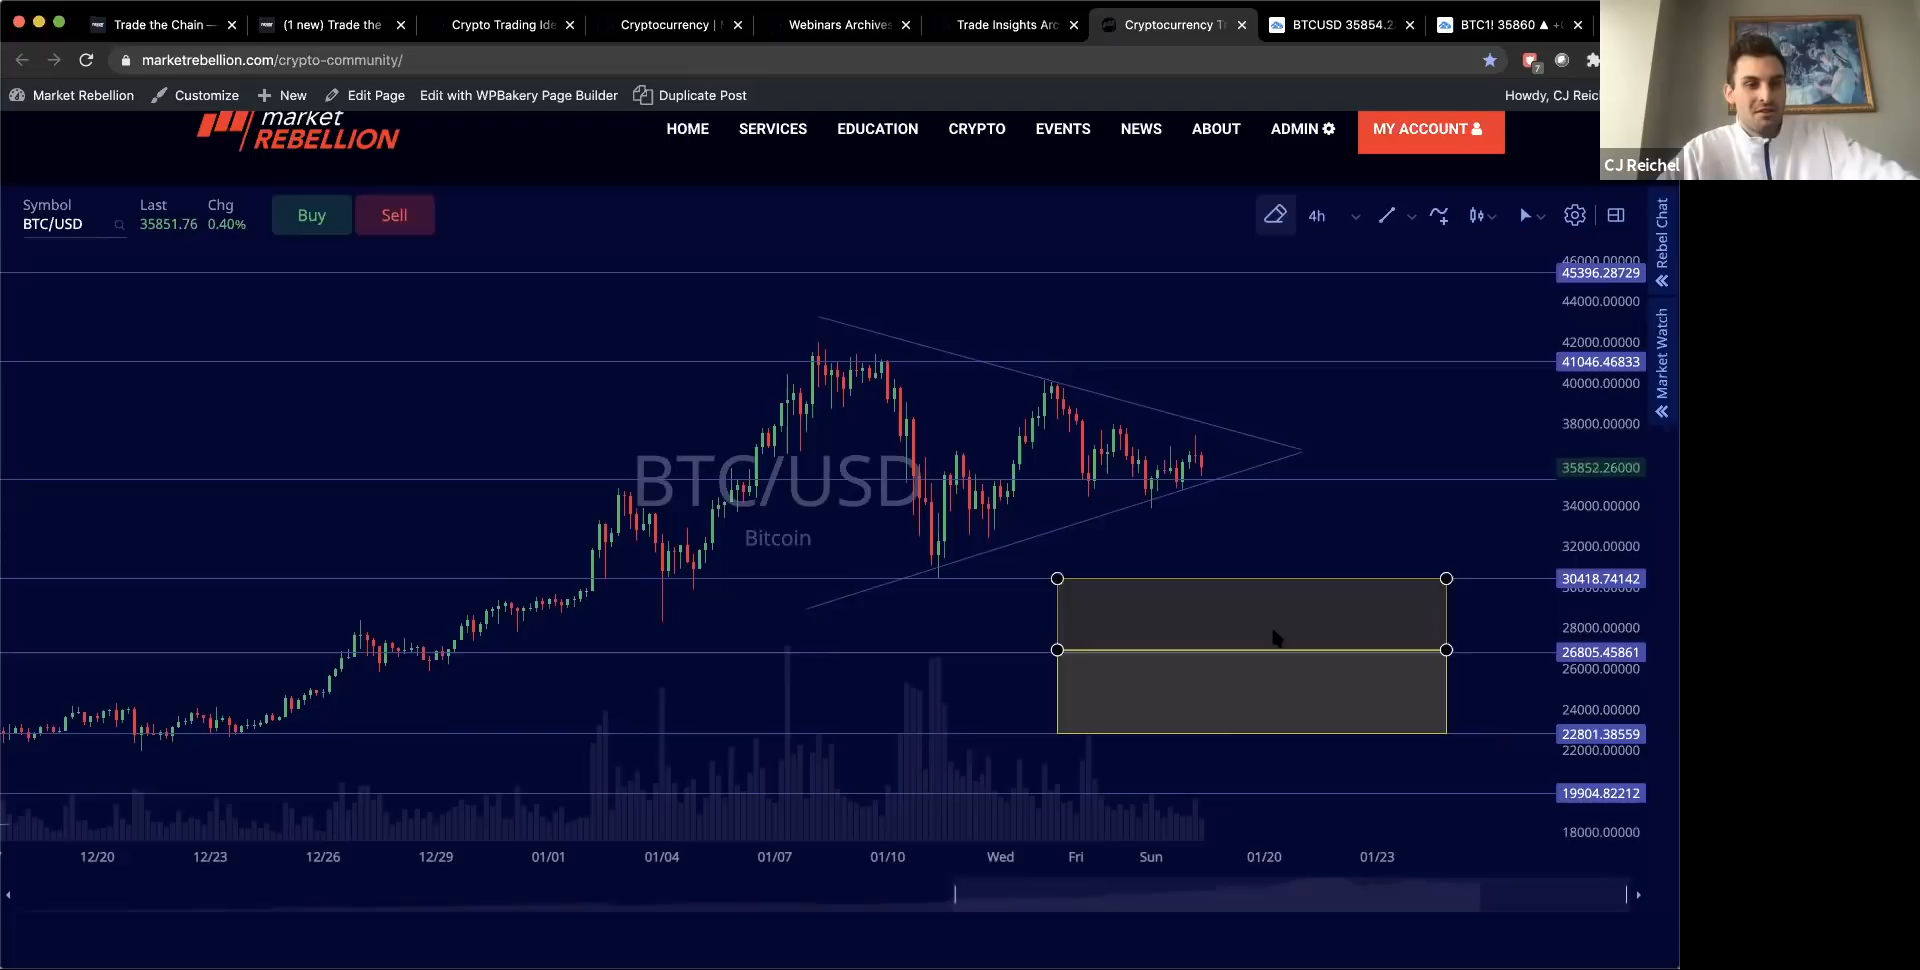 Trade the Chain —
(1 new) Trade the
Crypto Trading Ide
Cryptocurrency |
Webinars Archives
Trade Insights Arc
Cryptocurrency T
BTCUSD 35854.2
BTC1! 35860 ▲ +
marketrebellion.com/crypto-community/
7
Market Rebellion
Customize
New
Edit Page
Edit with WPBakery Page Builder
Duplicate Post
Howdy, CJ Reic
market
REBELLION
HOME
SERVICES
EDUCATION
CRYPTO
EVENTS
NEWS
ABOUT
ADMIN
MY ACCOUNT
CJ Reichel
Symbol
BTC/USD
Last
35851.76
Chg
0.40%
Buy
Sell
4h
Rebel Chat
Market Watch
BTC/USD
Bitcoin
46000.00000
45396.28729
44000.00000
42000.00000
41046.46833
40000.00000
38000.00000
35852.26000
34000.00000
32000.00000
30418.74142
30000.00000
28000.00000
26805.45861
26000.00000
24000.00000
22801.38559
22000.00000
19904.82212
18000.00000
12/20
12/23
12/26
12/29
01/01
01/04
01/07
01/10
Wed
Fri
Sun
01/20
01/23